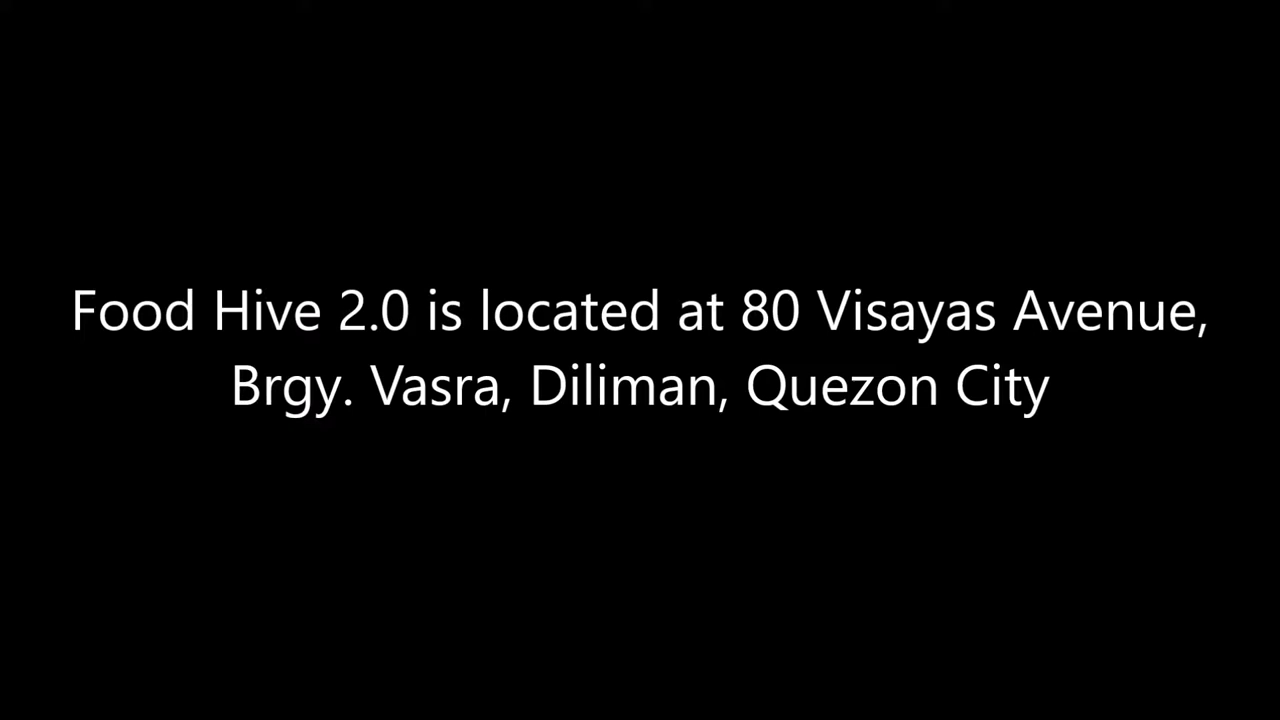 Food Hive 2.0 is located at 80 Visayas Avenue,
Brgy. Vasra, Diliman, Quezon City